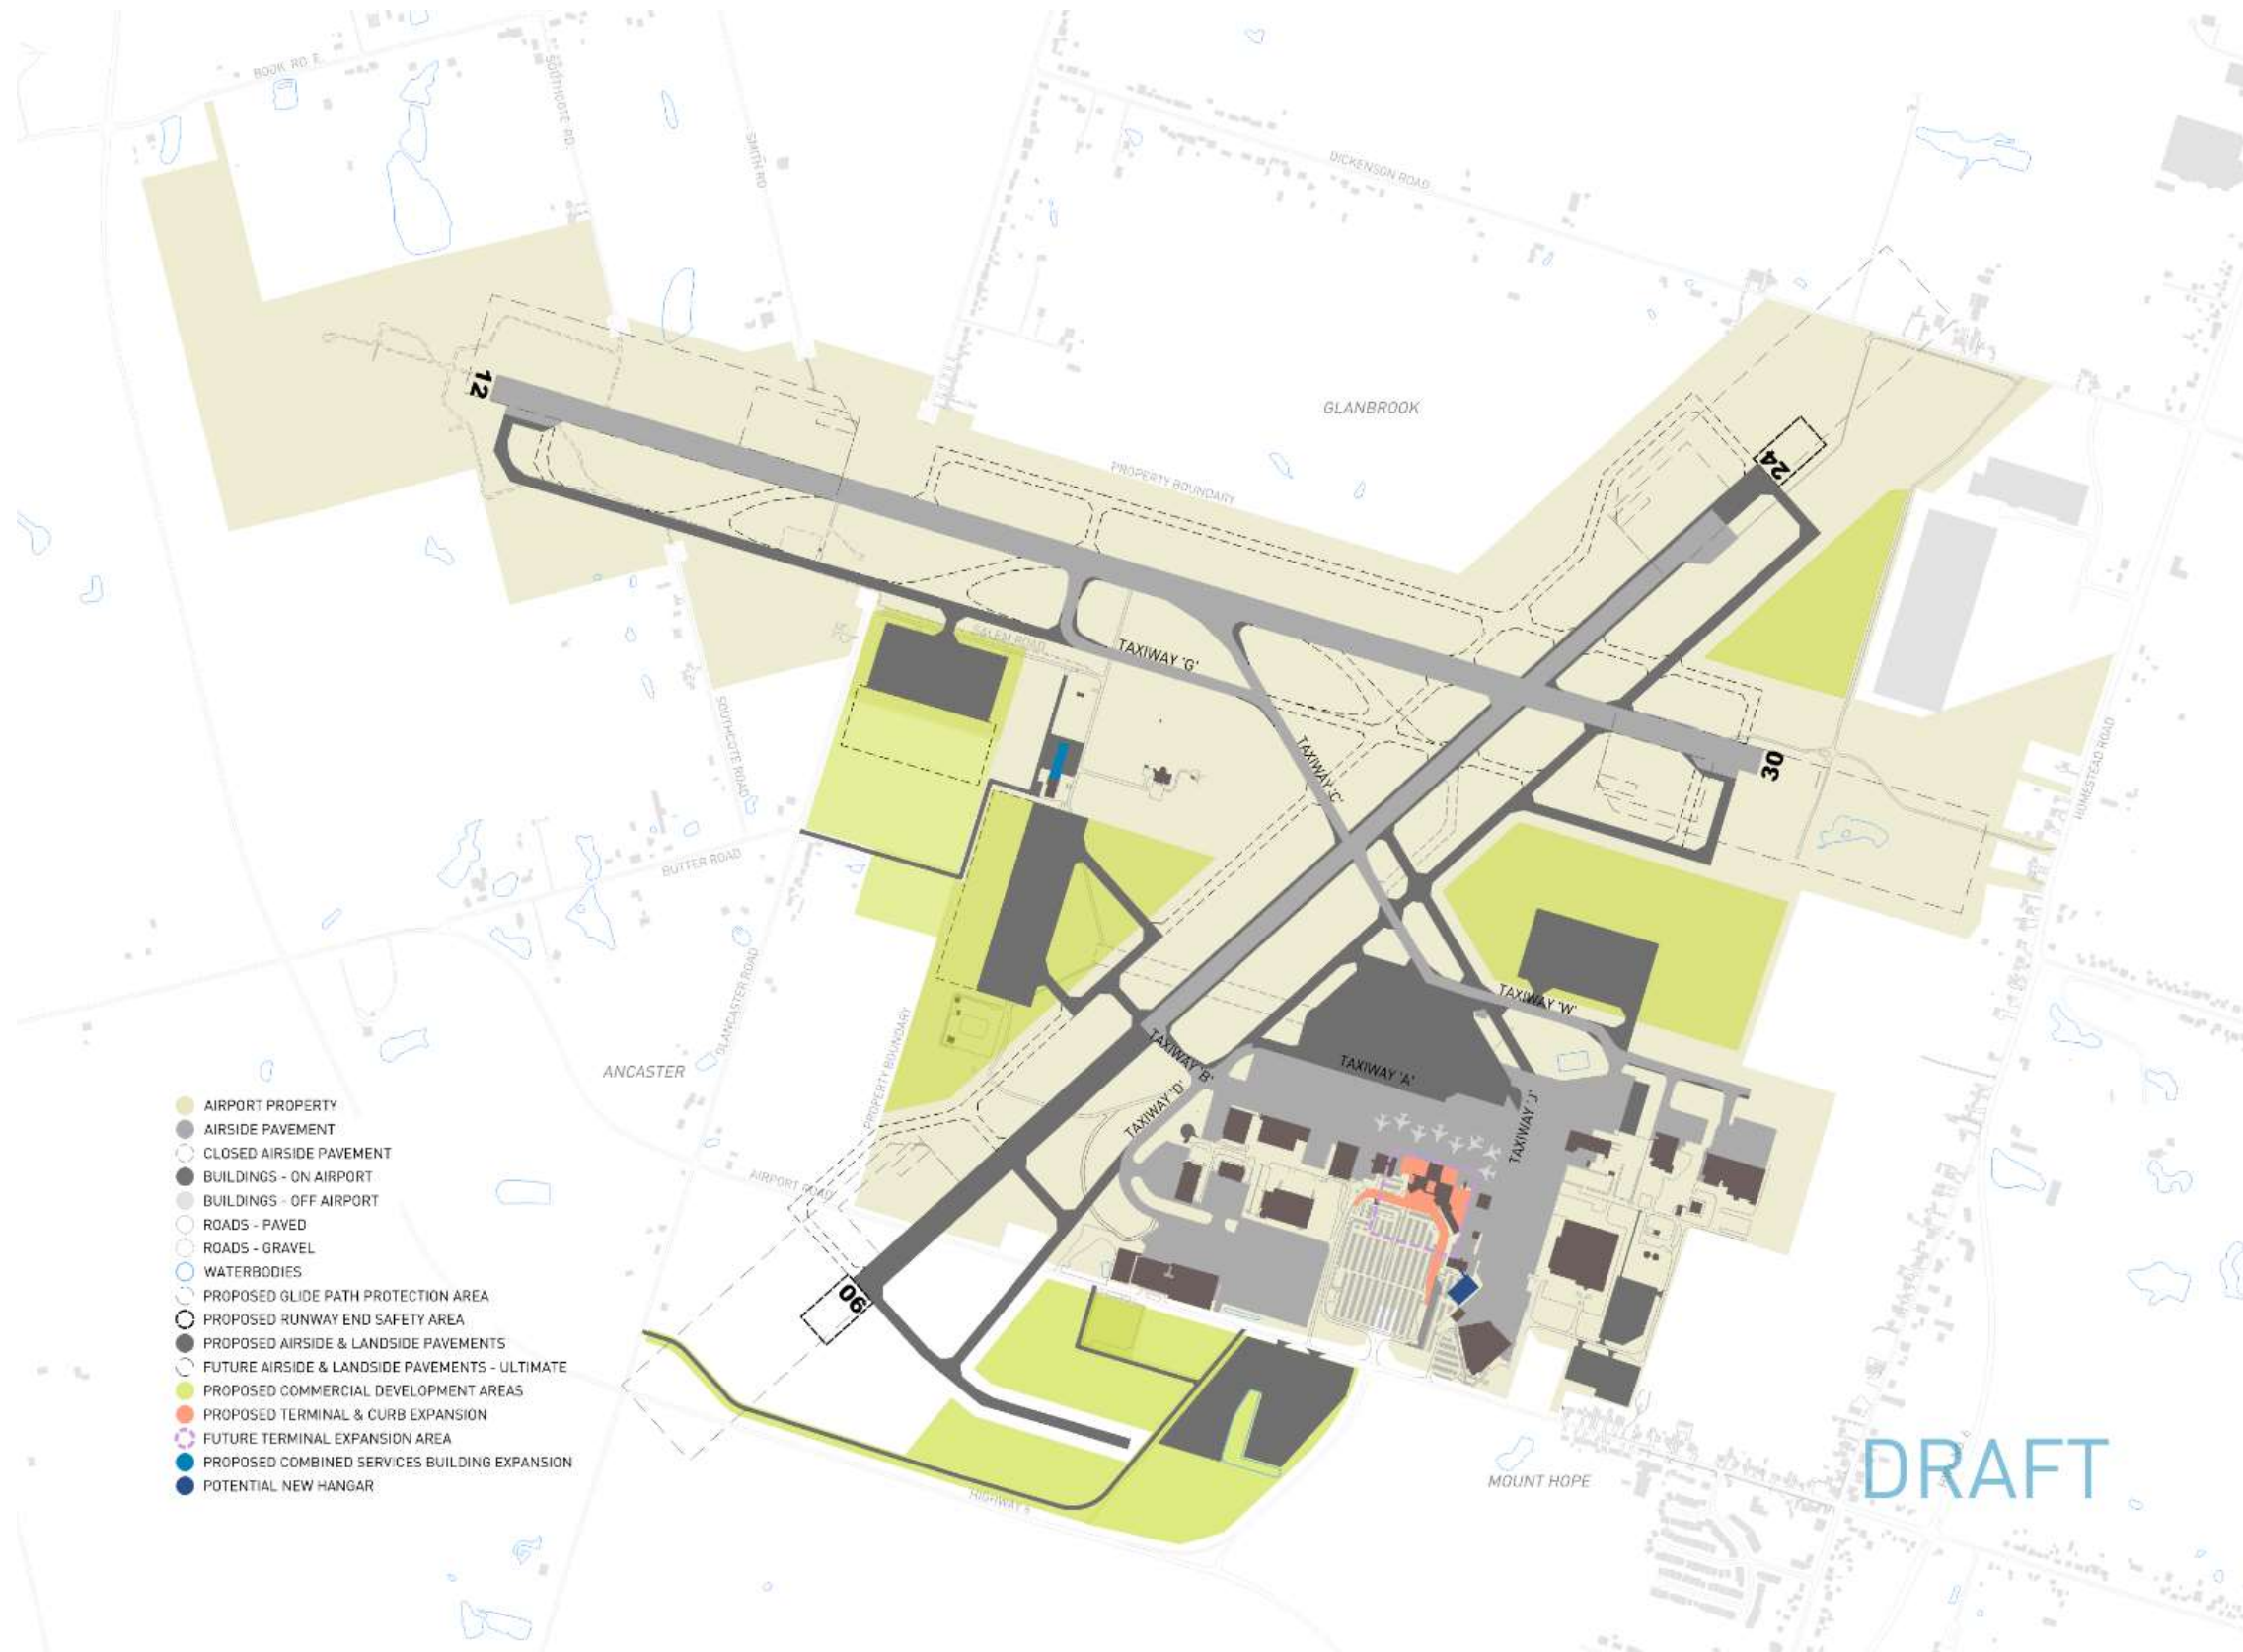 BOOK RD E.
SOUTHCOTE RD.
SMITH RD
DICKENSON ROAD
GLANBROOK
12
24
PROPERTY BOUNDARY
SALEM ROAD
TAXIWAY 'G'
TAXIWAY 'C'
30
HOMESTEAD ROAD
SOUTHCOTE ROAD
BUTTER ROAD
GLANCASTER ROAD
PROPERTY BOUNDARY
TAXIWAY 'W'
TAXIWAY 'B'
TAXIWAY 'A'
TAXIWAY 'D'
TAXIWAY 'J'
ANCASTER
AIRPORT ROAD
06
AIRPORT PROPERTY
AIRSIDE PAVEMENT
CLOSED AIRSIDE PAVEMENT
BUILDINGS - ON AIRPORT
BUILDINGS - OFF AIRPORT
ROADS - PAVED
ROADS - GRAVEL
WATERBODIES
PROPOSED GLIDE PATH PROTECTION AREA
PROPOSED RUNWAY END SAFETY AREA
PROPOSED AIRSIDE & LANDSIDE PAVEMENTS
FUTURE AIRSIDE & LANDSIDE PAVEMENTS - ULTIMATE
PROPOSED COMMERCIAL DEVELOPMENT AREAS
PROPOSED TERMINAL & CURB EXPANSION
FUTURE TERMINAL EXPANSION AREA
PROPOSED COMBINED SERVICES BUILDING EXPANSION
POTENTIAL NEW HANGAR
HIGHWAY 6
MOUNT HOPE
DRAFT